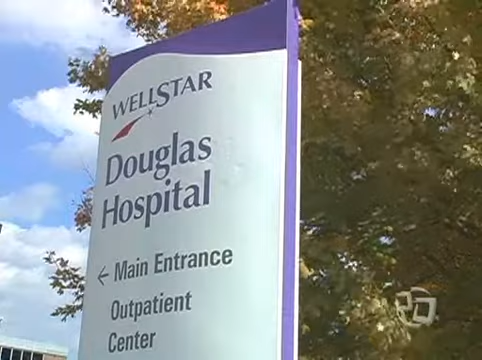 WELLSTAR
Douglas
Hospital
← Main Entrance
Outpatient
Center